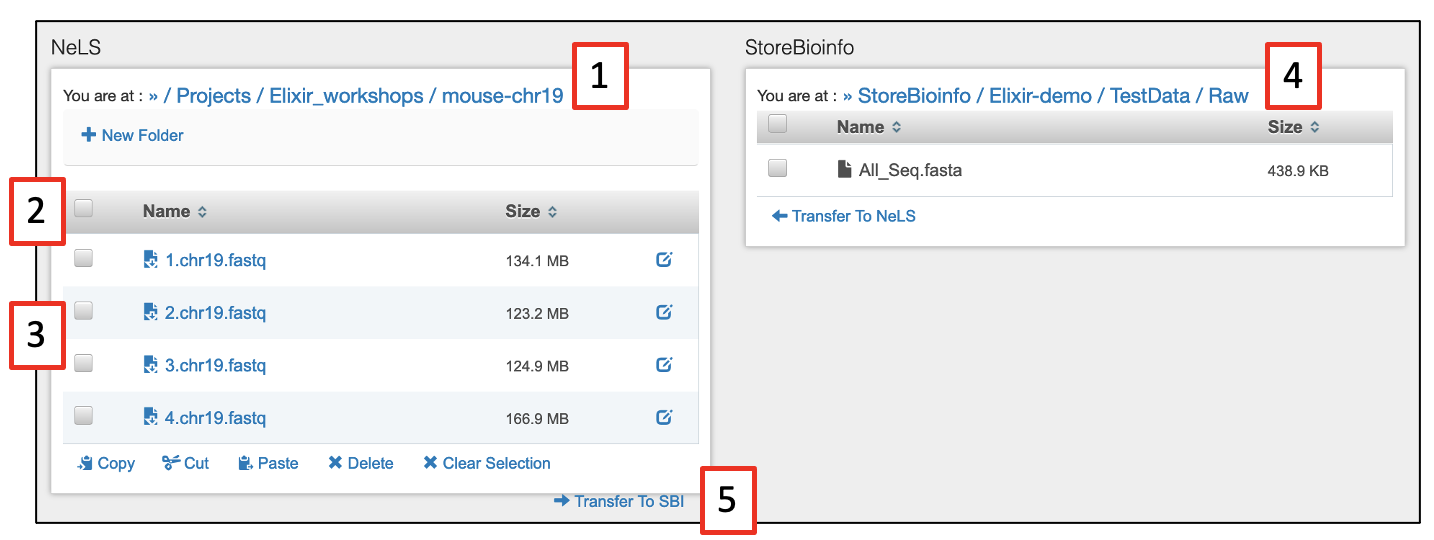 NeLS
1
You are at : » / Projects / Elixir_workshops / mouse-chr19
New Folder
2
Name Size
1.chr19.fastq 134.1 MB
2.chr19.fastq 123.2 MB
3
3.chr19.fastq 124.9 MB
4.chr19.fastq 166.9 MB
Copy Cut Paste Delete Clear Selection
Transfer To SBI
5
StoreBioinfo
4
You are at : » StoreBioinfo / Elixir-demo / TestData / Raw
Name Size
All_Seq.fasta 438.9 KB
Transfer To NeLS